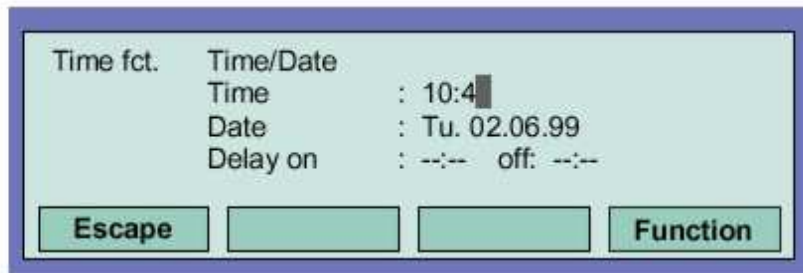 Time fct. Time/Date
Time : 10:4
Date : Tu. 02.06.99
Delay on : --:-- off: --:--
Escape Function